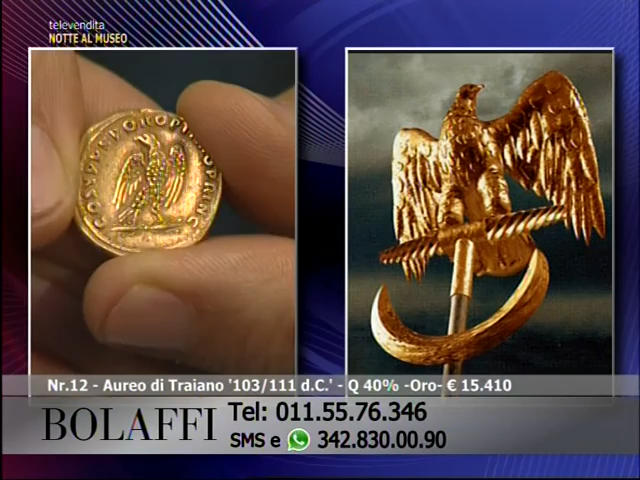 televendita
NOTTE AL MUSEO
Nr.12 - Aureo di Traiano '103/111 d.C.' - Q 40% -Oro- € 15.410
BOLAFFI
Tel: 011.55.76.346
SMS e 342.830.00.90